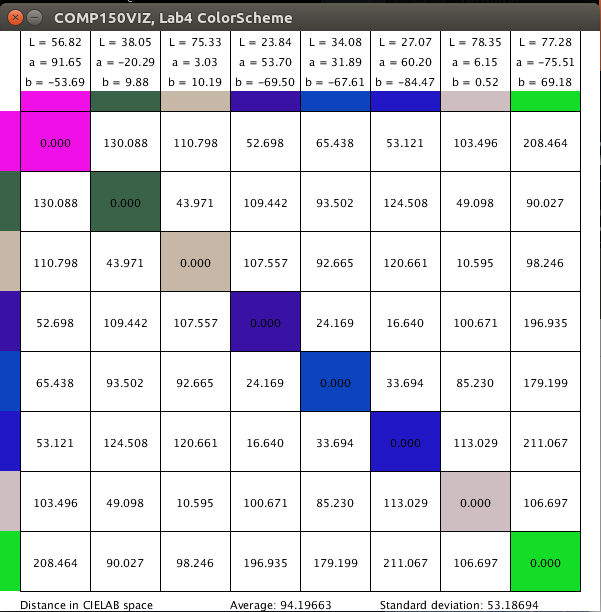 COMP150VIZ, Lab4 ColorScheme
L = 56.82 L = 38.05 L = 75.33 L = 23.84 L = 34.08 L = 27.07 L = 78.35 L = 77.28
a = 91.65 a = −20.29 a = 3.03 a = 53.70 a = 31.89 a = 60.20 a = 6.15 a = −75.51
b = −53.69 b = 9.88 b = 10.19 b = −69.50 b = −67.61 b = −84.47 b = 0.52 b = 69.18
0.000 130.088 110.798 52.698 65.438 53.121 103.496 208.464
130.088 0.000 43.971 109.442 93.502 124.508 49.098 90.027
110.798 43.971 0.000 107.557 92.665 120.661 10.595 98.246
52.698 109.442 107.557 0.000 24.169 16.640 100.671 196.935
65.438 93.502 92.665 24.169 0.000 33.694 85.230 179.199
53.121 124.508 120.661 16.640 33.694 0.000 113.029 211.067
103.496 49.098 10.595 100.671 85.230 113.029 0.000 106.697
208.464 90.027 98.246 196.935 179.199 211.067 106.697 0.000
Distance in CIELAB space Average: 94.19663 Standard deviation: 53.18694